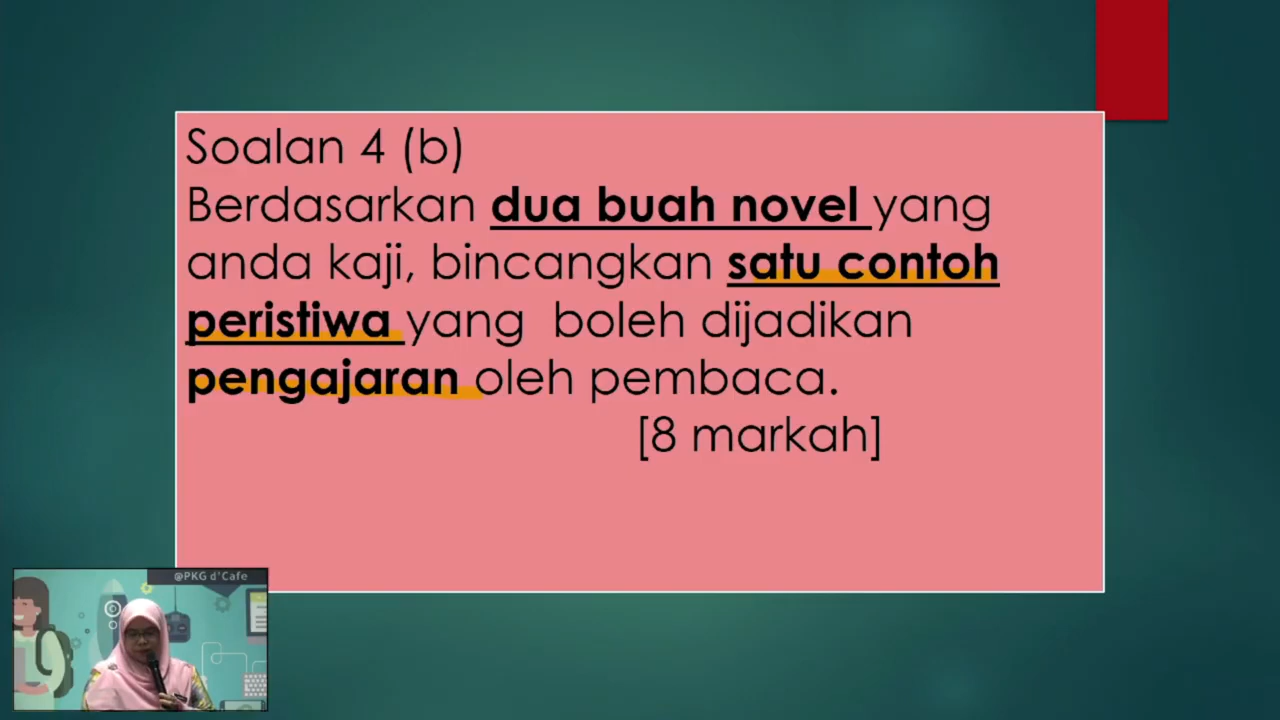 Soalan 4 (b)
Berdasarkan dua buah novel yang
anda kaji, bincangkan satu contoh
peristiwa yang boleh dijadikan
pengajaran oleh pembaca.
[8 markah]
@PKG d'Cafe